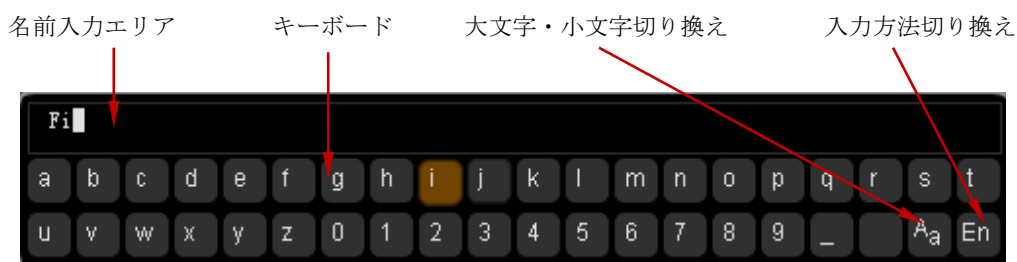 名前入力エリア キーボード 大文字・小文字切り換え 入力方法切り換え
Fi
a b c d e f g h i j k l m n o p q r s t
u v w x y z 0 1 2 3 4 5 6 7 8 9 _ Aa En